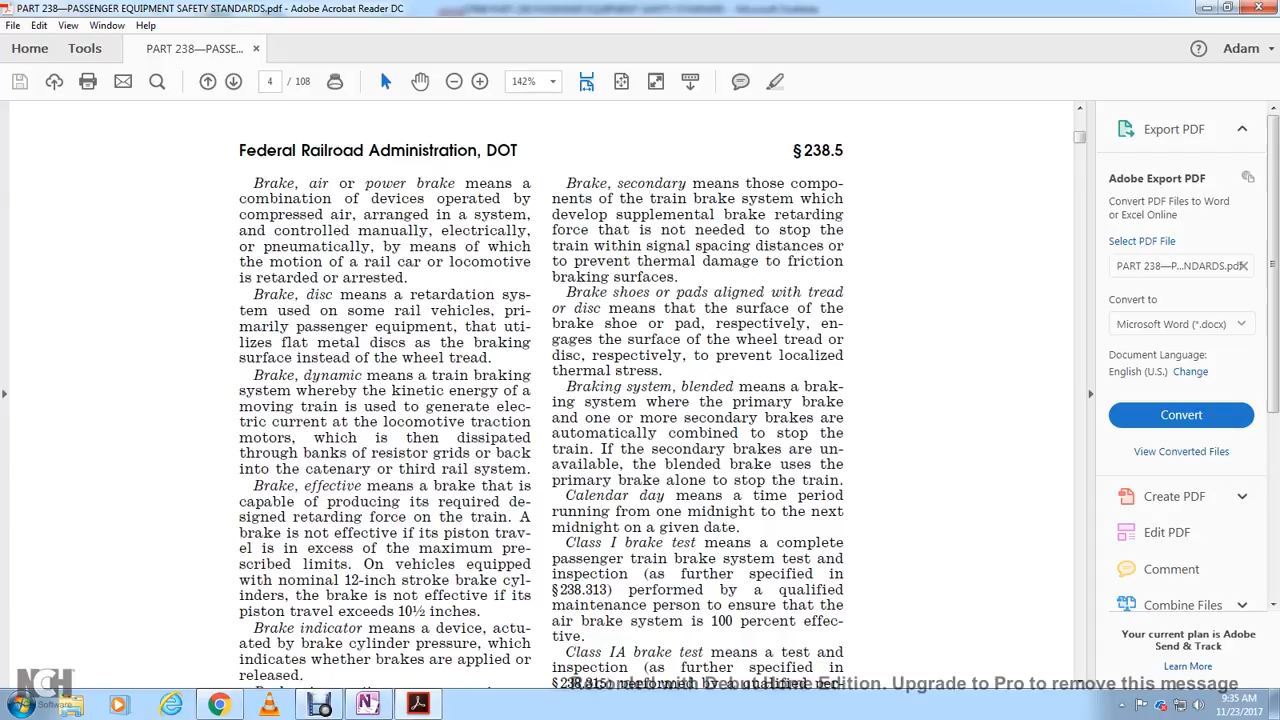 PART 238—PASSENGER EQUIPMENT SAFETY STANDARDS.pdf - Adobe Acrobat Reader DC
File Edit View Window Help
Home Tools PART 238—PASSE... × Adam
4 / 108 142%
Federal Railroad Administration, DOT § 238.5
Brake, air or power brake means a
combination of devices operated by
compressed air, arranged in a system,
and controlled manually, electrically,
or pneumatically, by means of which
the motion of a rail car or locomotive
is retarded or arrested.
Brake, disc means a retardation sys-
tem used on some rail vehicles, pri-
marily passenger equipment, that uti-
lizes flat metal discs as the braking
surface instead of the wheel tread.
Brake, dynamic means a train braking
system whereby the kinetic energy of a
moving train is used to generate elec-
tric current at the locomotive traction
motors, which is then dissipated
through banks of resistor grids or back
into the catenary or third rail system.
Brake, effective means a brake that is
capable of producing its required de-
signed retarding force on the train. A
brake is not effective if its piston trav-
el is in excess of the maximum pre-
scribed limits. On vehicles equipped
with nominal 12-inch stroke brake cyl-
inders, the brake is not effective if its
piston travel exceeds 10½ inches.
Brake indicator means a device, actu-
ated by brake cylinder pressure, which
indicates whether brakes are applied or
released.
Brake, secondary means those compo-
nents of the train brake system which
develop supplemental brake retarding
force that is not needed to stop the
train within signal spacing distances or
to prevent thermal damage to friction
braking surfaces.
Brake shoes or pads aligned with tread
or disc means that the surface of the
brake shoe or pad, respectively, en-
gages the surface of the wheel tread or
disc, respectively, to prevent localized
thermal stress.
Braking system, blended means a brak-
ing system where the primary brake
and one or more secondary brakes are
automatically combined to stop the
train. If the secondary brakes are un-
available, the blended brake uses the
primary brake alone to stop the train.
Calendar day means a time period
running from one midnight to the next
midnight on a given date.
Class I brake test means a complete
passenger train brake system test and
inspection (as further specified in
§ 238.313) performed by a qualified
maintenance person to ensure that the
air brake system is 100 percent effec-
tive.
Class IA brake test means a test and
inspection (as further specified in
§ 238.315) performed by a qualified per-
Export PDF
Adobe Export PDF
Convert PDF Files to Word
or Excel Online
Select PDF File
PART 238—P...NDARDS.pdf
Convert to
Microsoft Word (*.docx)
Document Language:
English (U.S.) Change
Convert
View Converted Files
Create PDF
Edit PDF
Comment
Combine Files
Your current plan is Adobe
Send & Track
Learn More
NCH Software
Recorded with Debut Home Edition. Upgrade to Pro to remove this message
9:35 AM
11/23/2017